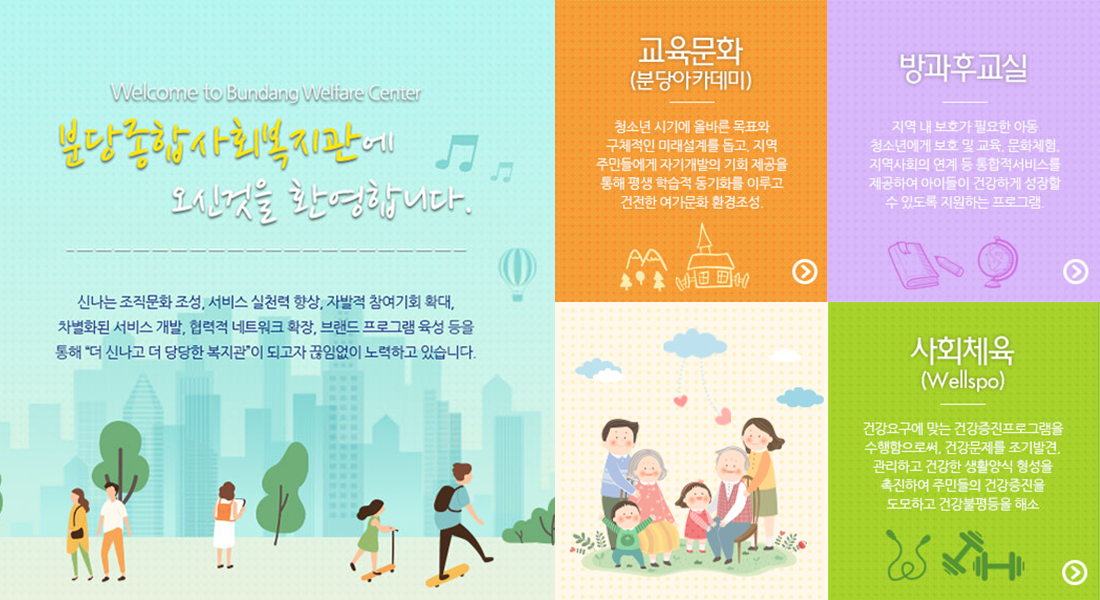 Welcome to Bundang Welfare Center
분당종합사회복지관에
오신것을 환영합니다.
신나는 조직문화 조성, 서비스 실천력 향상, 자발적 참여기회 확대,
차별화된 서비스 개발, 협력적 네트워크 확장, 브랜드 프로그램 육성 등을
통해 “더 신나고 더 당당한 복지관”이 되고자 끊임없이 노력하고 있습니다.
교육문화
(분당아카데미)
청소년 시기에 올바른 목표와
구체적인 미래설계를 돕고, 지역
주민들에게 자기개발의 기회 제공을
통해 평생 학습적 동기화를 이루고
건전한 여가문화 환경조성.
방과후교실
지역 내 보호가 필요한 아동
청소년에게 보호 및 교육, 문화체험,
지역사회의 연계 등 통합적서비스를
제공하여 아이들이 건강하게 성장할
수 있도록 지원하는 프로그램.
사회체육
(Wellspo)
건강요구에 맞는 건강증진프로그램을
수행함으로써, 건강문제를 조기발견,
관리하고 건강한 생활양식 형성을
촉진하여 주민들의 건강증진을
도모하고 건강불평등을 해소